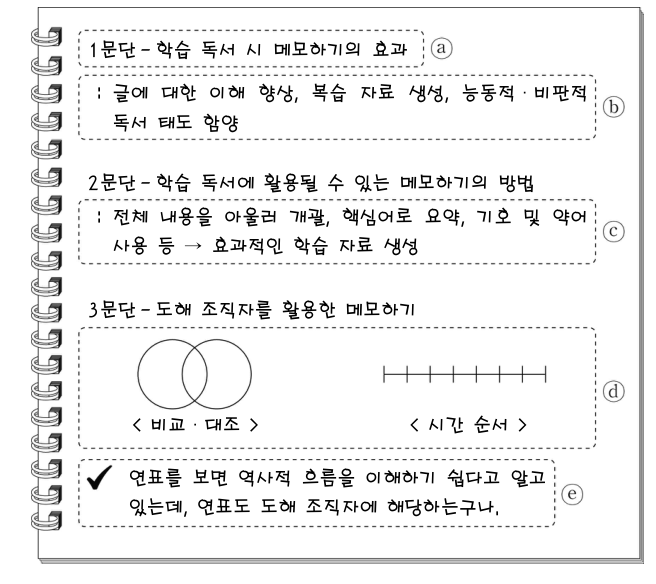 1문단 – 학습 독서 시 메모하기의 효과 ⓐ
: 글에 대한 이해 향상, 복습 자료 생성, 능동적 · 비판적 ⓑ
독서 태도 함양
2문단 – 학습 독서에 활용될 수 있는 메모하기의 방법
: 전체 내용을 아울러 개괄, 핵심어로 요약, 기호 및 약어 ⓒ
사용 등 → 효과적인 학습 자료 생성
3문단 – 도해 조직자를 활용한 메모하기
< 비교 · 대조 > < 시간 순서 > ⓓ
✔ 연표를 보면 역사적 흐름을 이해하기 쉽다고 알고 ⓔ
있는데, 연표도 도해 조직자에 해당하는구나.